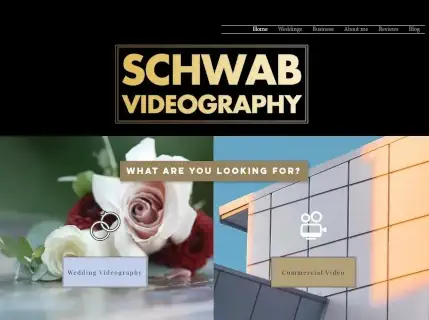 Home Weddings Business About me Reviews Blog
SCHWAB
VIDEOGRAPHY
WHAT ARE YOU LOOKING FOR?
Wedding Videography
Commercial Video